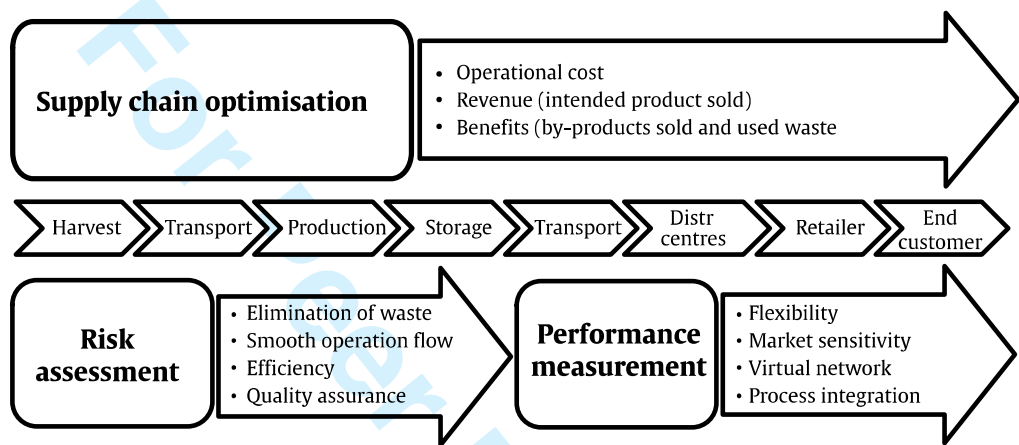 Supply chain optimisation
• Operational cost
• Revenue (intended product sold)
• Benefits (by-products sold and used waste
Harvest
Transport
Production
Storage
Transport
Distr
centres
Retailer
End
customer
Risk
assessment
• Elimination of waste
• Smooth operation flow
• Efficiency
• Quality assurance
Performance
measurement
• Flexibility
• Market sensitivity
• Virtual network
• Process integration
For Peer